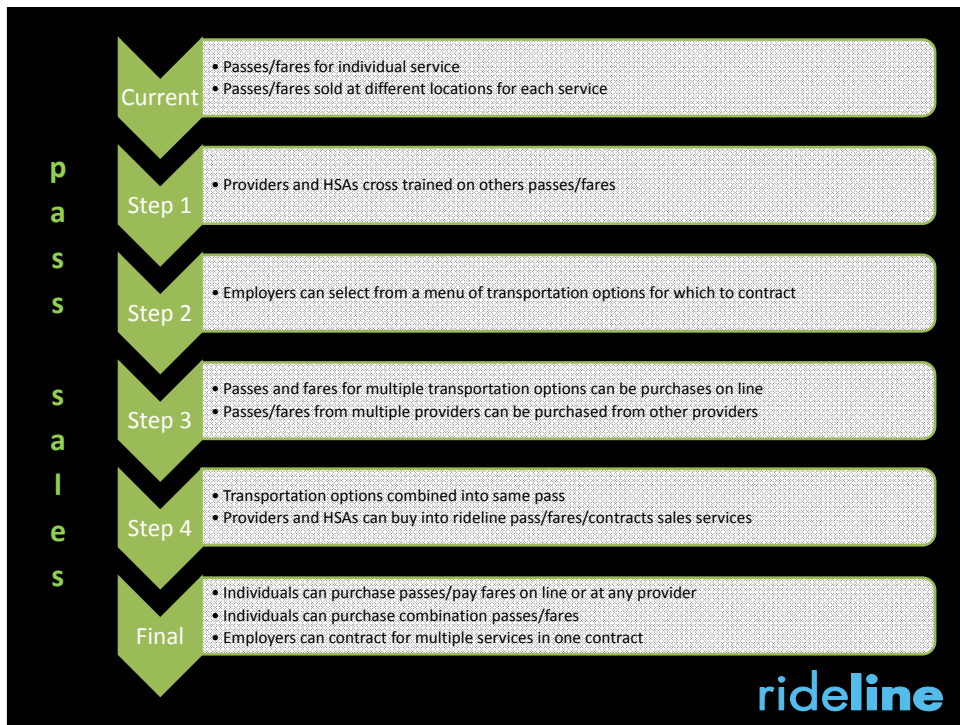 pass sales
Current
• Passes/fares for individual service
• Passes/fares sold at different locations for each service
Step 1
• Providers and HSAs cross trained on others passes/fares
Step 2
• Employers can select from a menu of transportation options for which to contract
Step 3
• Passes and fares for multiple transportation options can be purchases on line
• Passes/fares from multiple providers can be purchased from other providers
Step 4
• Transportation options combined into same pass
• Providers and HSAs can buy into rideline pass/fares/contracts sales services
Final
• Individuals can purchase passes/pay fares on line or at any provider
• Individuals can purchase combination passes/fares
• Employers can contract for multiple services in one contract
rideline